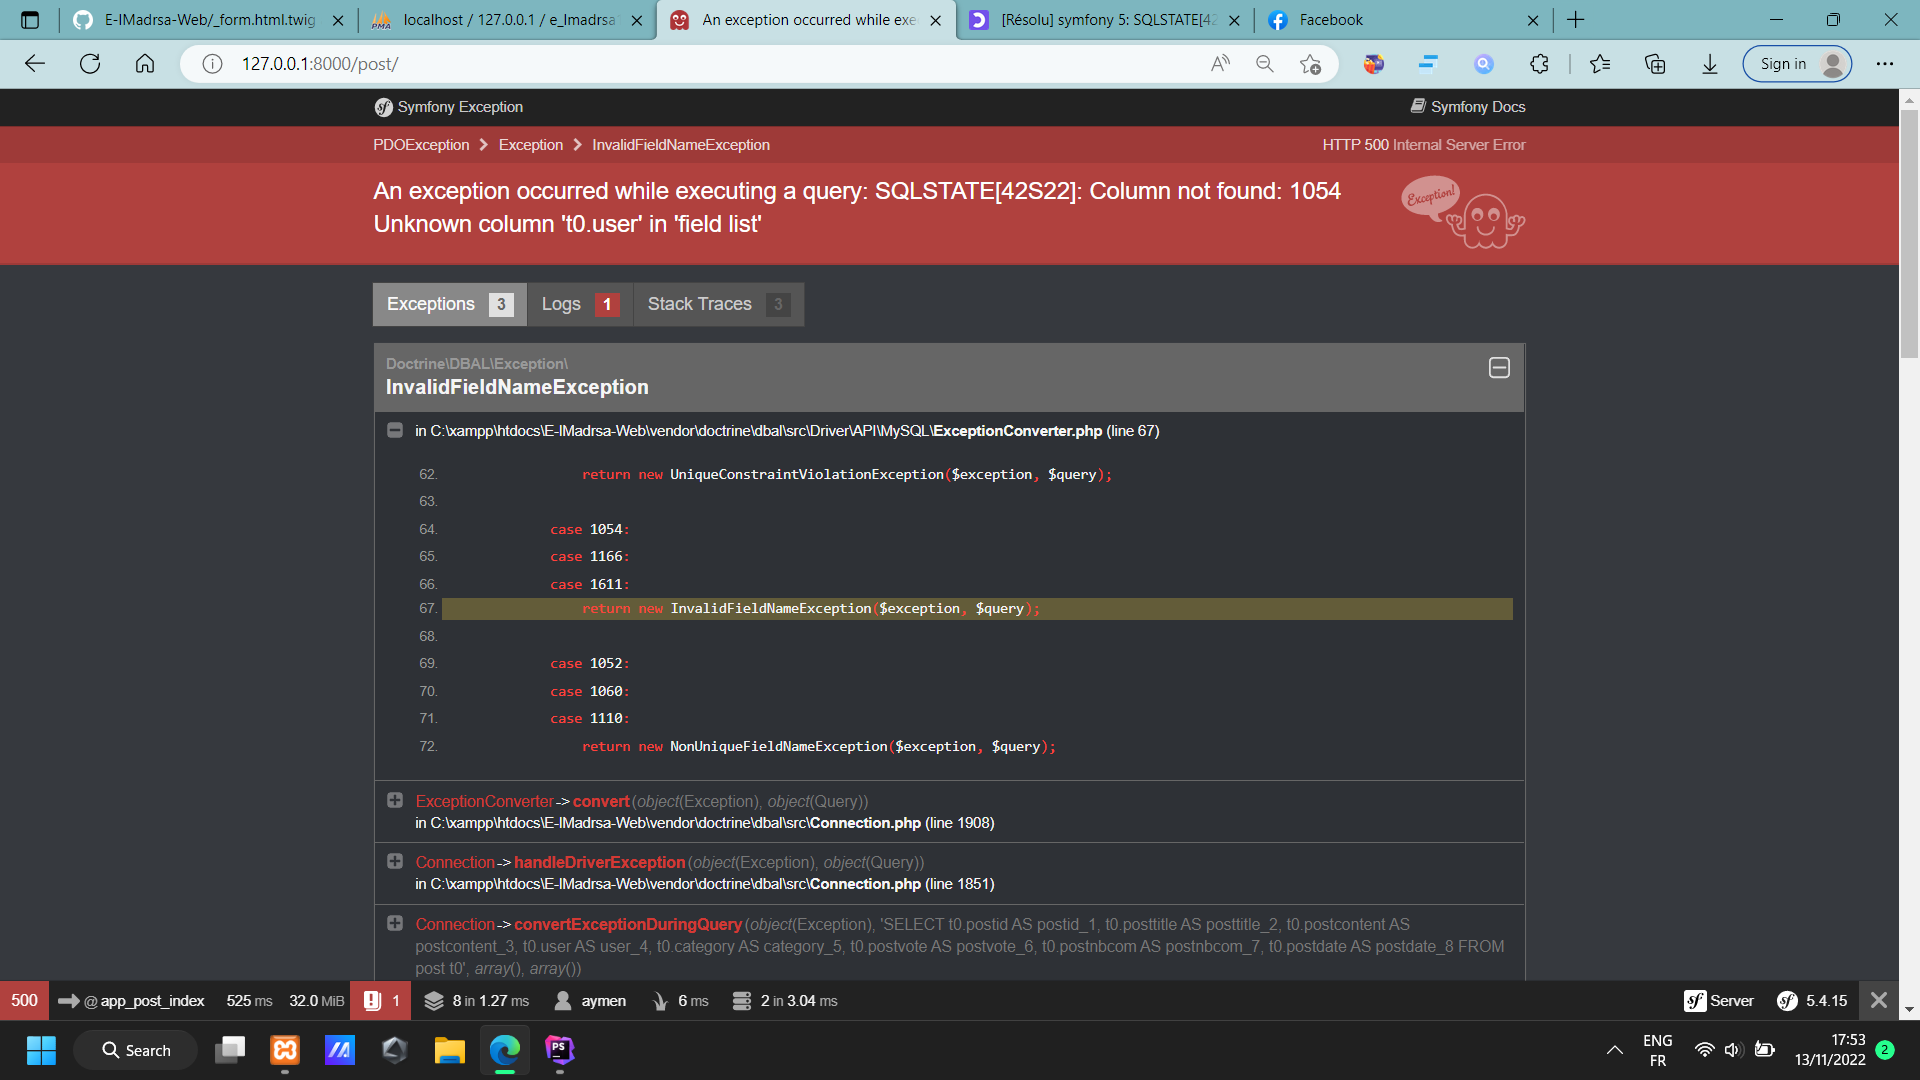 E-IMadrsa-Web/_form.html.twig
localhost / 127.0.0.1 / e_lmadrsa
An exception occurred while exe
[Résolu] symfony 5: SQLSTATE[42
Facebook
127.0.0.1:8000/post/
Sign in
Symfony Exception
Symfony Docs
PDOException
Exception
InvalidFieldNameException
HTTP 500 Internal Server Error
An exception occurred while executing a query: SQLSTATE[42S22]: Column not found: 1054
Unknown column 't0.user' in 'field list'
Exception!
Exceptions 3
Logs 1
Stack Traces 3
Doctrine\DBAL\Exception\
InvalidFieldNameException
in C:\xampp\htdocs\E-IMadrsa-Web\vendor\doctrine\dbal\src\Driver\API\MySQL\ExceptionConverter.php (line 67)
62. return new UniqueConstraintViolationException($exception, $query);
63.
64. case 1054:
65. case 1166:
66. case 1611:
67. return new InvalidFieldNameException($exception, $query);
68.
69. case 1052:
70. case 1060:
71. case 1110:
72. return new NonUniqueFieldNameException($exception, $query);
ExceptionConverter->convert(object(Exception), object(Query))
in C:\xampp\htdocs\E-IMadrsa-Web\vendor\doctrine\dbal\src\Connection.php (line 1908)
Connection->handleDriverException(object(Exception), object(Query))
in C:\xampp\htdocs\E-IMadrsa-Web\vendor\doctrine\dbal\src\Connection.php (line 1851)
Connection->convertExceptionDuringQuery(object(Exception), 'SELECT t0.postid AS postid_1, t0.posttitle AS posttitle_2, t0.postcontent AS
postcontent_3, t0.user AS user_4, t0.category AS category_5, t0.postvote AS postvote_6, t0.postnbcom AS postnbcom_7, t0.postdate AS postdate_8 FROM
post t0', array(), array())
500 @ app_post_index 525 ms 32.0 MiB 1 8 in 1.27 ms aymen 6 ms 2 in 3.04 ms
Server 5.4.15
Search
ENG
FR
17:53
13/11/2022
2